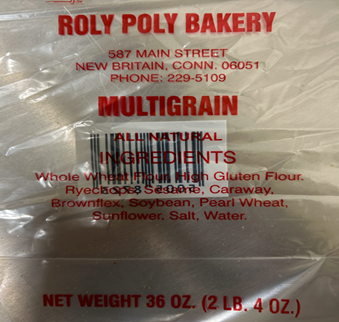 ROLY POLY BAKERY
587 MAIN STREET
NEW BRITAIN, CONN. 06051
PHONE: 229-5109
MULTIGRAIN
ALL NATURAL
INGREDIENTS
Whole Wheat Flour, High Gluten Flour.
Ryechops, Sesame, Caraway,
Brownflex, Soybean, Pearl Wheat,
Sunflower, Salt, Water.
NET WEIGHT 36 OZ. (2 LB. 4 OZ.)